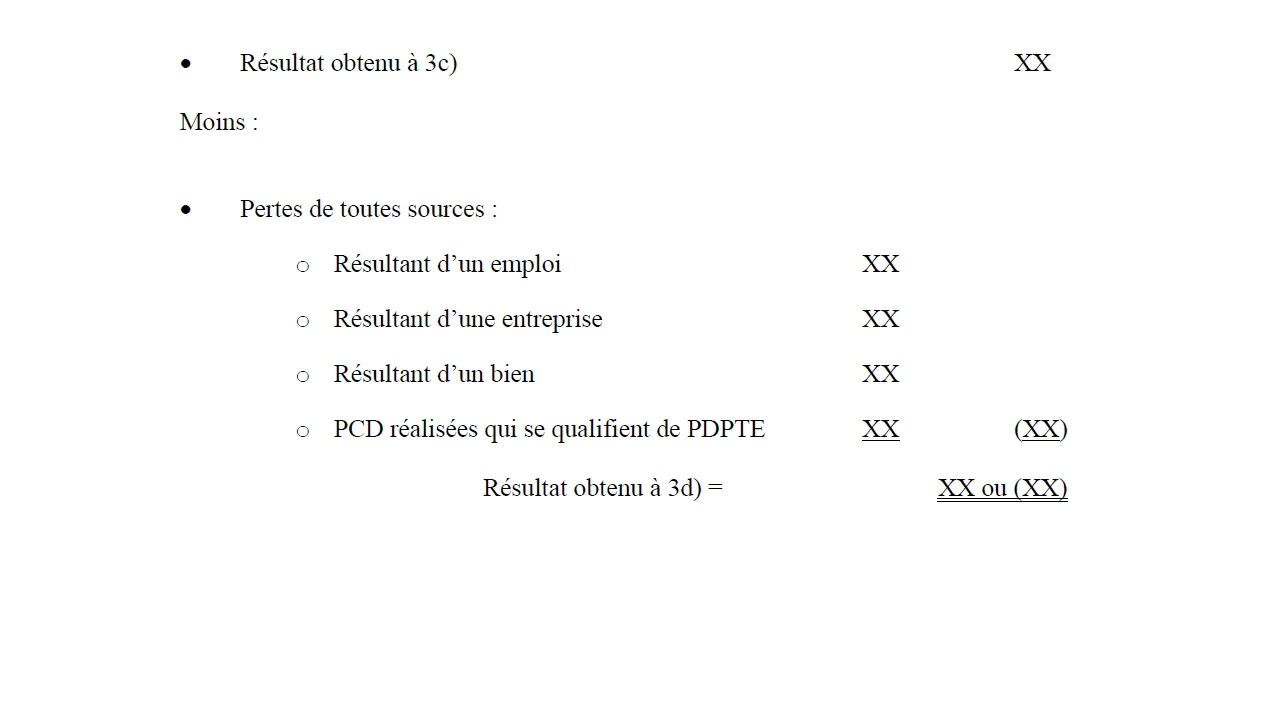 • Résultat obtenu à 3c) XX
Moins :
• Pertes de toutes sources :
o Résultant d’un emploi XX
o Résultant d’une entreprise XX
o Résultant d’un bien XX
o PCD réalisées qui se qualifient de PDPTE XX (XX)
Résultat obtenu à 3d) = XX ou (XX)